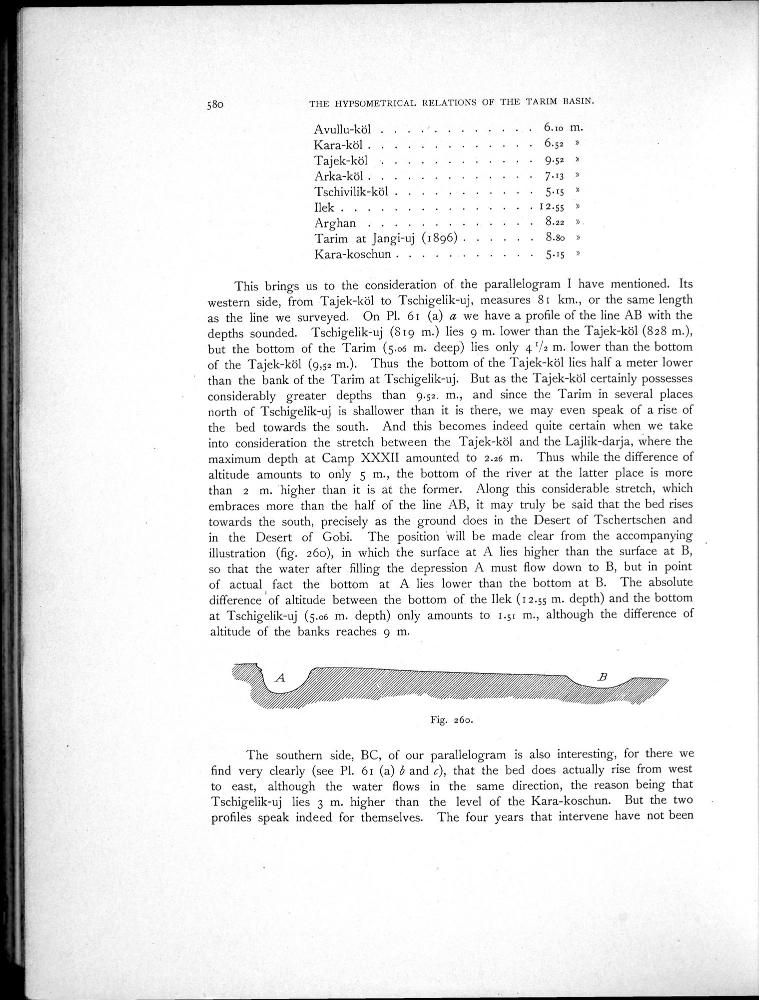 580 THE HYPSOMETRICAL RELATIONS OF THE TARIM BASIN.
Avullu-köl . . . . . . . . . . . . 6.10 m.
Kara-köl . . . . . . . . . . . . . 6.52 »
Tajek-köl . . . . . . . . . . . . 9.52 »
Arka-köl . . . . . . . . . . . . . 7.13 »
Tschivilik-köl . . . . . . . . . . . 5.15 »
Ilek . . . . . . . . . . . . . . . 12.55 »
Arghan . . . . . . . . . . . . . 8.22 »
Tarim at Jangi-uj (1896) . . . . . . 8.80 »
Kara-koschun . . . . . . . . . . . 5.15 »
This brings us to the consideration of the parallelogram I have mentioned. Its
western side, from Tajek-köl to Tschigelik-uj, measures 81 km., or the same length
as the line we surveyed. On Pl. 61 (a) a we have a profile of the line AB with the
depths sounded. Tschigelik-uj (819 m.) lies 9 m. lower than the Tajek-köl (828 m.),
but the bottom of the Tarim (5.06 m. deep) lies only 4 1/2 m. lower than the bottom
of the Tajek-köl (9,52 m.). Thus the bottom of the Tajek-köl lies half a meter lower
than the bank of the Tarim at Tschigelik-uj. But as the Tajek-köl certainly possesses
considerably greater depths than 9.52. m., and since the Tarim in several places
north of Tschigelik-uj is shallower than it is there, we may even speak of a rise of
the bed towards the south. And this becomes indeed quite certain when we take
into consideration the stretch between the Tajek-köl and the Lajlik-darja, where the
maximum depth at Camp XXXII amounted to 2.26 m. Thus while the difference of
altitude amounts to only 5 m., the bottom of the river at the latter place is more
than 2 m. higher than it is at the former. Along this considerable stretch, which
embraces more than the half of the line AB, it may truly be said that the bed rises
towards the south, precisely as the ground does in the Desert of Tschertschen and
in the Desert of Gobi. The position will be made clear from the accompanying
illustration (fig. 260), in which the surface at A lies higher than the surface at B,
so that the water after filling the depression A must flow down to B, but in point
of actual fact the bottom at A lies lower than the bottom at B. The absolute
difference of altitude between the bottom of the Ilek (12.55 m. depth) and the bottom
at Tschigelik-uj (5.06 m. depth) only amounts to 1.51 m., although the difference of
altitude of the banks reaches 9 m.
A B
Fig. 260.
The southern side, BC, of our parallelogram is also interesting, for there we
find very clearly (see Pl. 61 (a) b and c), that the bed does actually rise from west
to east, although the water flows in the same direction, the reason being that
Tschigelik-uj lies 3 m. higher than the level of the Kara-koschun. But the two
profiles speak indeed for themselves. The four years that intervene have not been